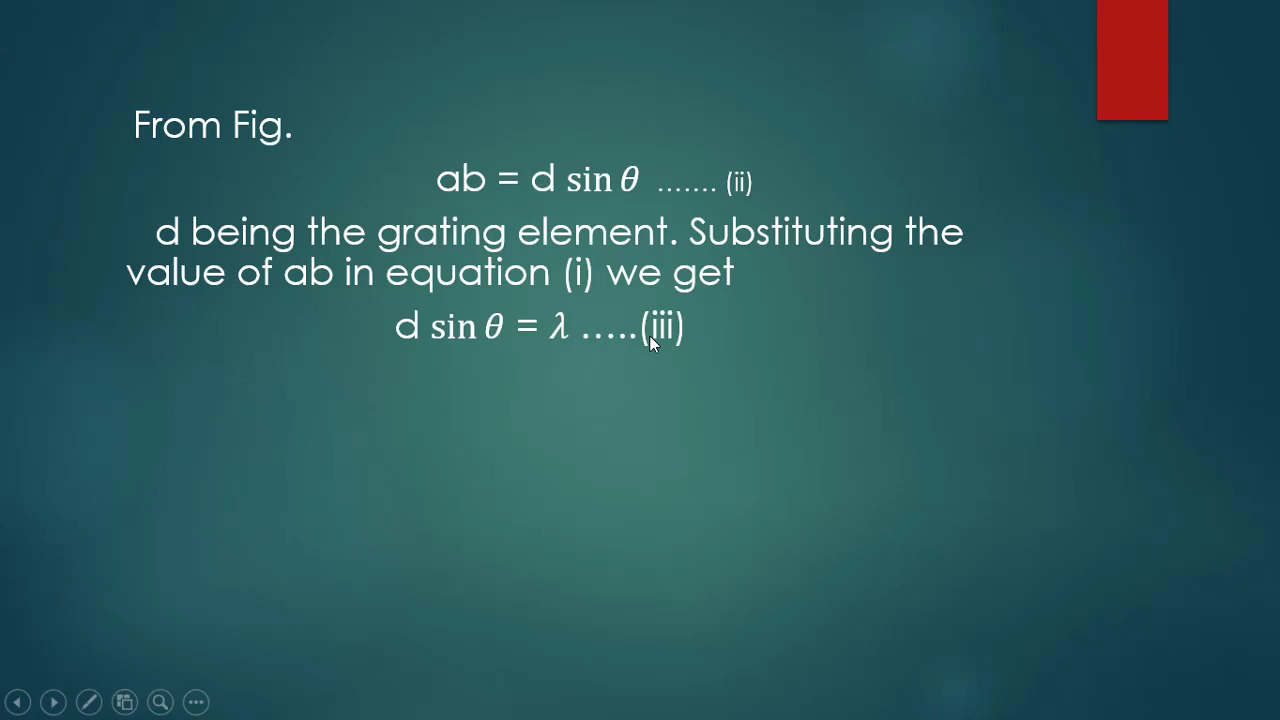 From Fig.
ab = d sin 𝜃 ....... (ii)
d being the grating element. Substituting the
value of ab in equation (i) we get
d sin 𝜃 = 𝜆 .....(iii)